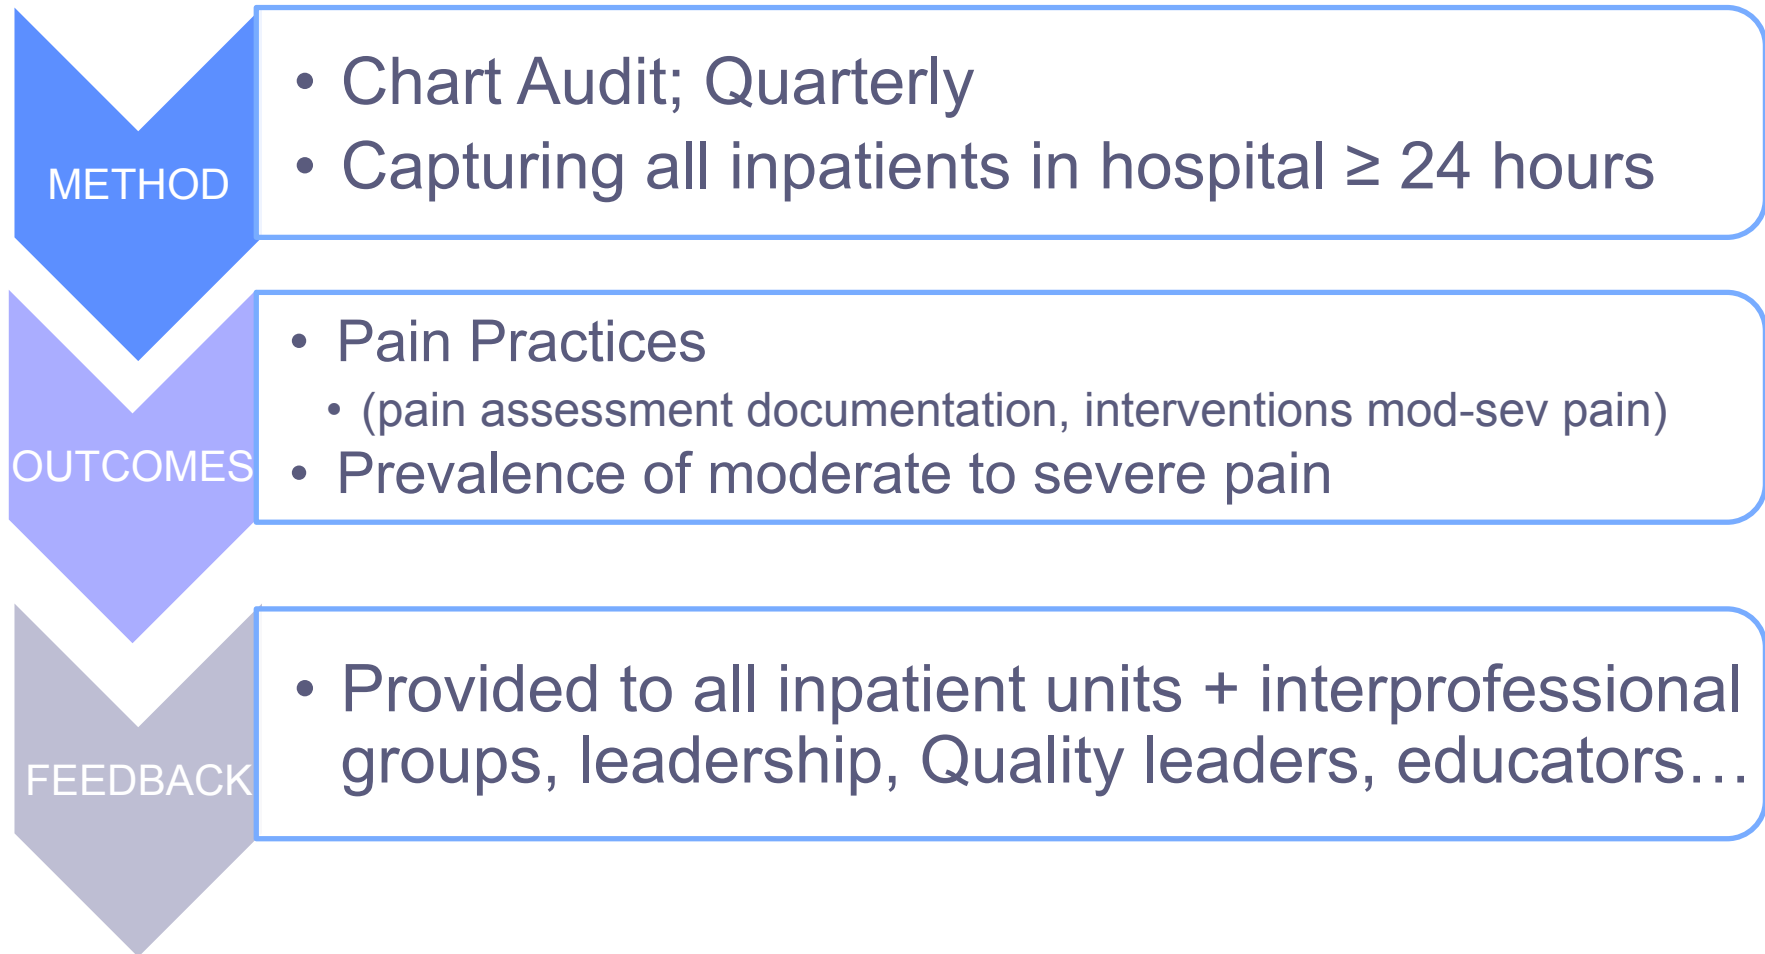 METHOD
• Chart Audit; Quarterly
• Capturing all inpatients in hospital ≥ 24 hours
OUTCOMES
• Pain Practices
• (pain assessment documentation, interventions mod-sev pain)
• Prevalence of moderate to severe pain
FEEDBACK
• Provided to all inpatient units + interprofessional
groups, leadership, Quality leaders, educators…